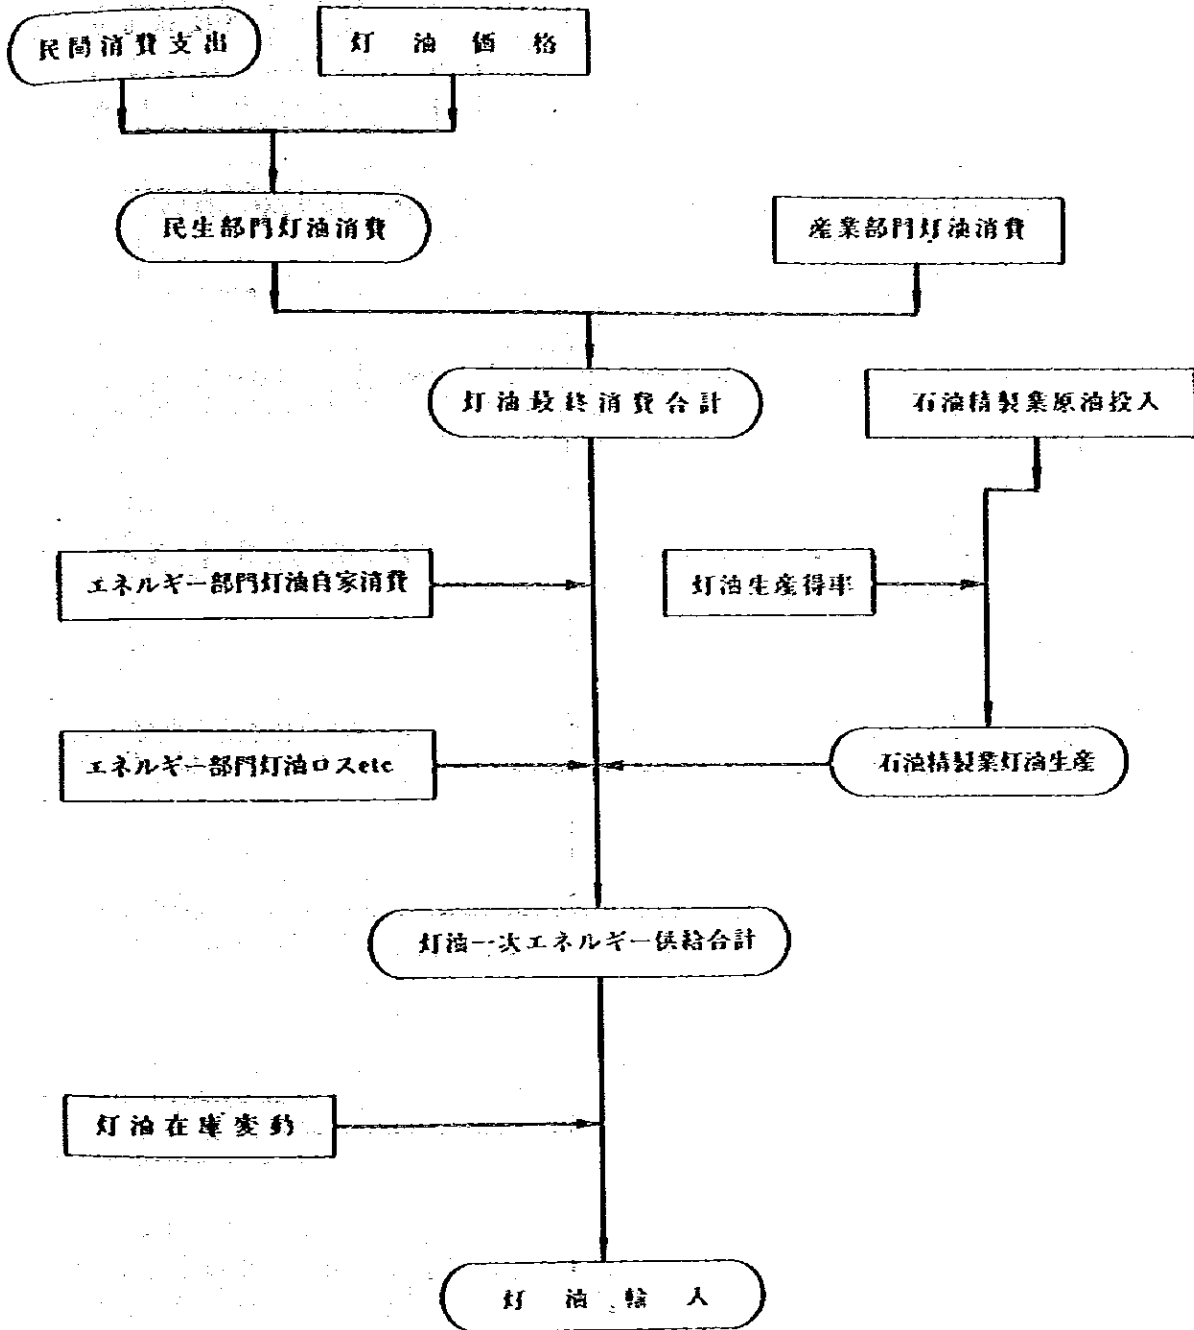 民間消費支出
灯油価格
民生部門灯油消費
産業部門灯油消費
灯油最終消費合計
石油精製業原油投入
エネルギー部門灯油自家消費
灯油生産得率
エネルギー部門灯油ロスetc
石油精製業灯油生産
灯油一次エネルギー供給合計
灯油在庫変動
灯油輸入